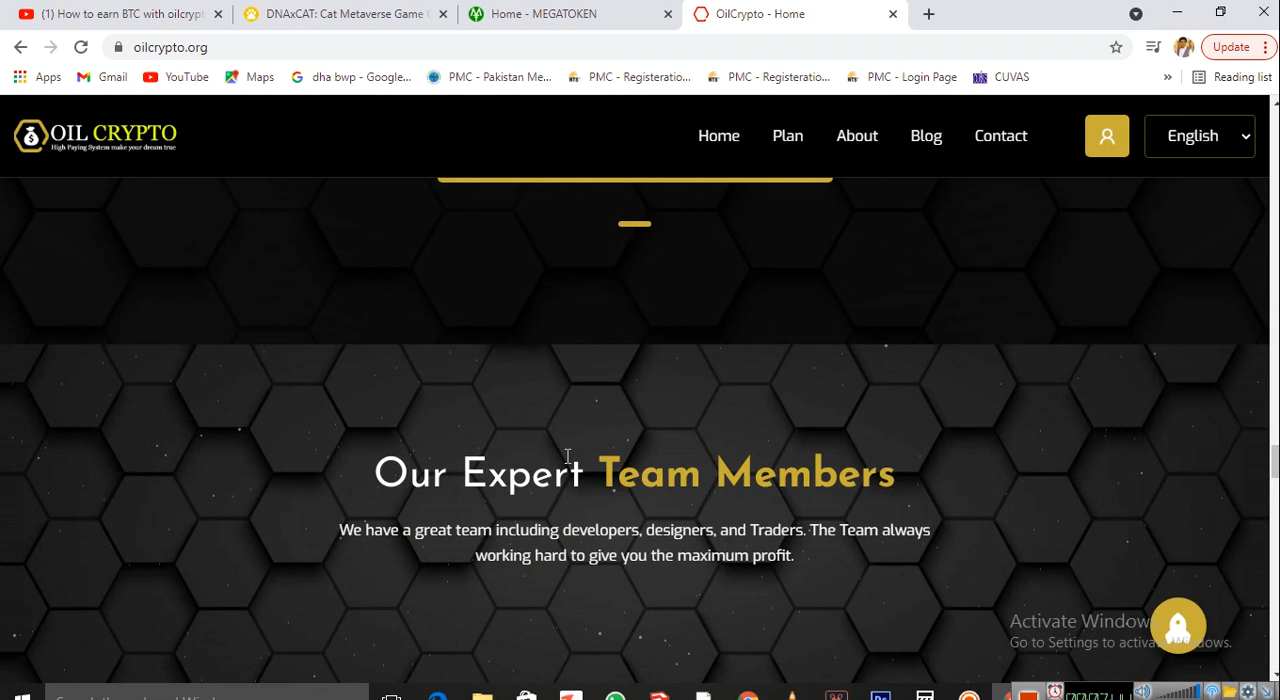 (1) How to earn BTC with oilcrypt
DNAxCAT: Cat Metaverse Game
Home - MEGATOKEN
OilCrypto - Home
oilcrypto.org
Update
Apps
Gmail
YouTube
Maps
dha bwp - Google...
PMC - Pakistan Me...
PMC - Registeratio...
PMC - Registeratio...
PMC - Login Page
CUVAS
Reading list
OIL CRYPTO
High Paying System make your dream true
Home
Plan
About
Blog
Contact
English
Our Expert Team Members
We have a great team including developers, designers, and Traders. The Team always
working hard to give you the maximum profit.
Activate Windows
Go to Settings to activate Windows.